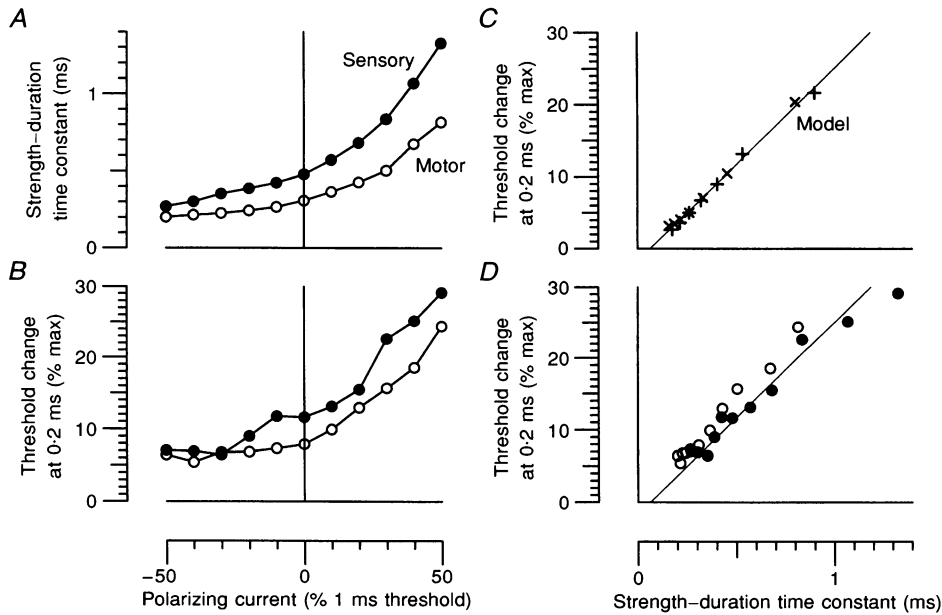 A
Strength–duration
time constant (ms)
1
0
Sensory
Motor
B
Threshold change
at 0·2 ms (% max)
30
20
10
0
−50
0
50
Polarizing current (% 1 ms threshold)
C
Threshold change
at 0·2 ms (% max)
30
20
10
0
Model
D
Threshold change
at 0·2 ms (% max)
30
20
10
0
0
1
Strength–duration time constant (ms)